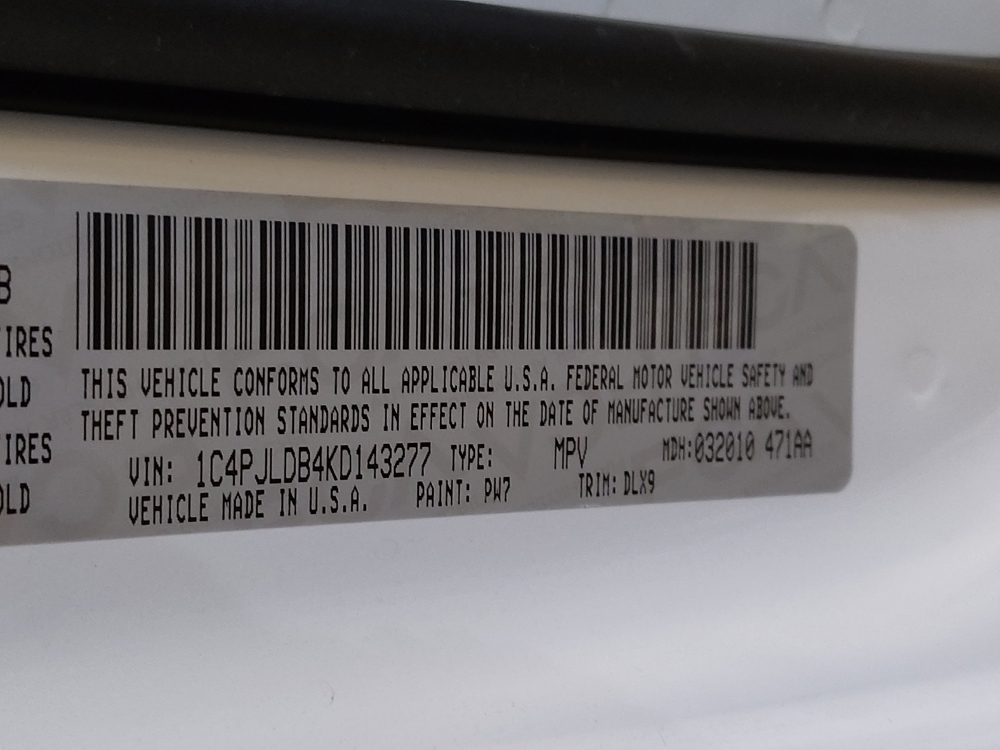 B
TIRES
OLD
TIRES
OLD
THIS VEHICLE CONFORMS TO ALL APPLICABLE U.S.A. FEDERAL MOTOR VEHICLE SAFETY AND
THEFT PREVENTION STANDARDS IN EFFECT ON THE DATE OF MANUFACTURE SHOWN ABOVE.
VIN: 1C4PJLDB4KD143277 TYPE: MPV MDH:032010 471AA
VEHICLE MADE IN U.S.A. PAINT: PW7 TRIM: DLX9